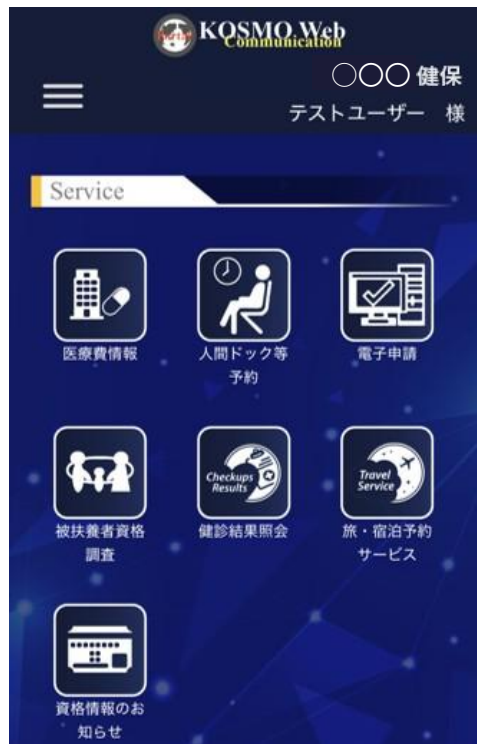 Portal KOSMO Web
Communication
〇〇〇 健保
テストユーザー 様
Service
医療費情報
人間ドック等
予約
電子申請
被扶養者資格
調査
Checkups
Results
健診結果照会
Travel
Service
旅・宿泊予約
サービス
資格情報のお
知らせ